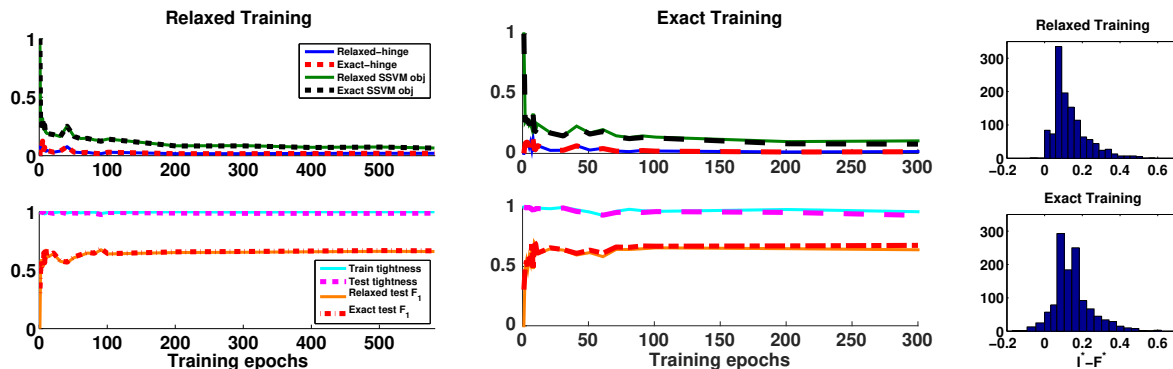 Relaxed Training
1
0.5
0
Relaxed-hinge
Exact-hinge
Relaxed SSVM obj
Exact SSVM obj
0 100 200 300 400 500
1
0.5
0
Train tightness
Test tightness
Relaxed test F1
Exact test F1
0 100 200 300 400 500
Training epochs
Exact Training
1
0.5
0
0 50 100 150 200 250 300
1
0.5
0
0 50 100 150 200 250 300
Training epochs
Relaxed Training
300
200
100
0
−0.2 0 0.2 0.4 0.6
Exact Training
300
200
100
0
−0.2 0 0.2 0.4 0.6
I*−F*